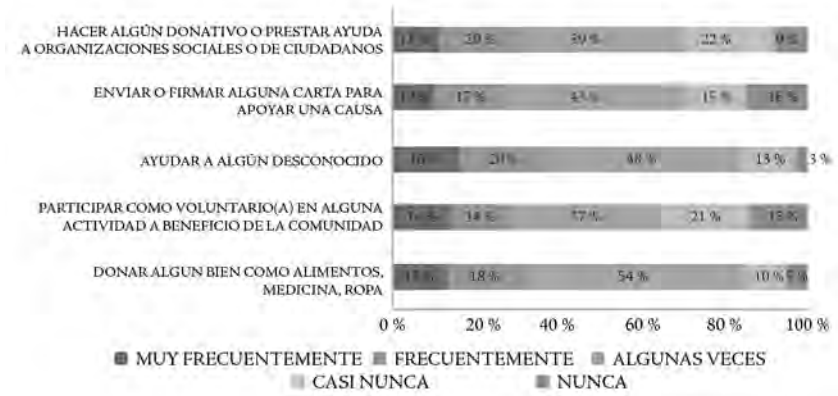 HACER ALGÚN DONATIVO O PRESTAR AYUDA
A ORGANIZACIONES SOCIALES O DE CIUDADANOS
20 % 39 % 22 % 9 %
ENVIAR O FIRMAR ALGUNA CARTA PARA
APOYAR UNA CAUSA
17 % 43 % 15 % 16 %
AYUDAR A ALGÚN DESCONOCIDO
20 % 48 % 13 % 3 %
PARTICIPAR COMO VOLUNTARIO(A) EN ALGUNA
ACTIVIDAD A BENEFICIO DE LA COMUNIDAD
21 %
DONAR ALGUN BIEN COMO ALIMENTOS,
MEDICINA, ROPA
18 % 54 % 10 %
0 % 20 % 40 % 60 % 80 % 100 %
MUY FRECUENTEMENTE FRECUENTEMENTE ALGUNAS VECES
CASI NUNCA NUNCA